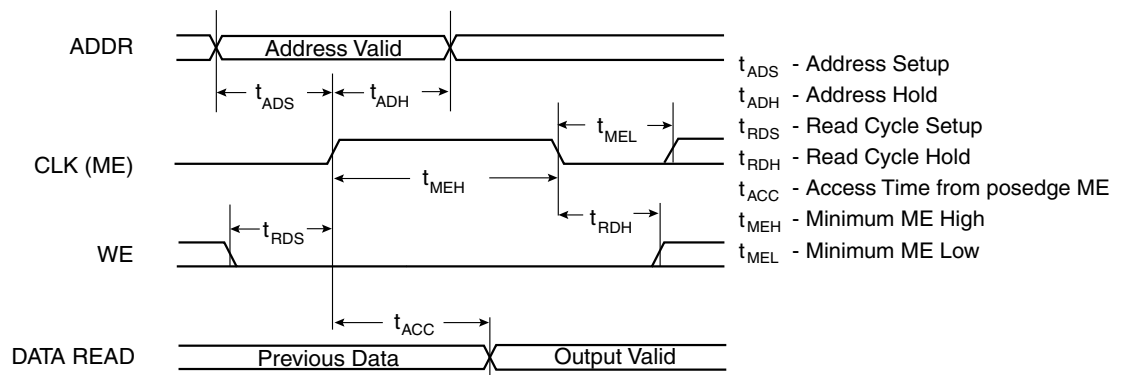 ADDR
Address Valid
tADS
tADH
tADS - Address Setup
tADH - Address Hold
tRDS - Read Cycle Setup
tRDH - Read Cycle Hold
tACC - Access Time from posedge ME
tMEH - Minimum ME High
tMEL - Minimum ME Low
CLK (ME)
tMEL
tMEH
WE
tRDS
tRDH
tACC
DATA READ
Previous Data
Output Valid